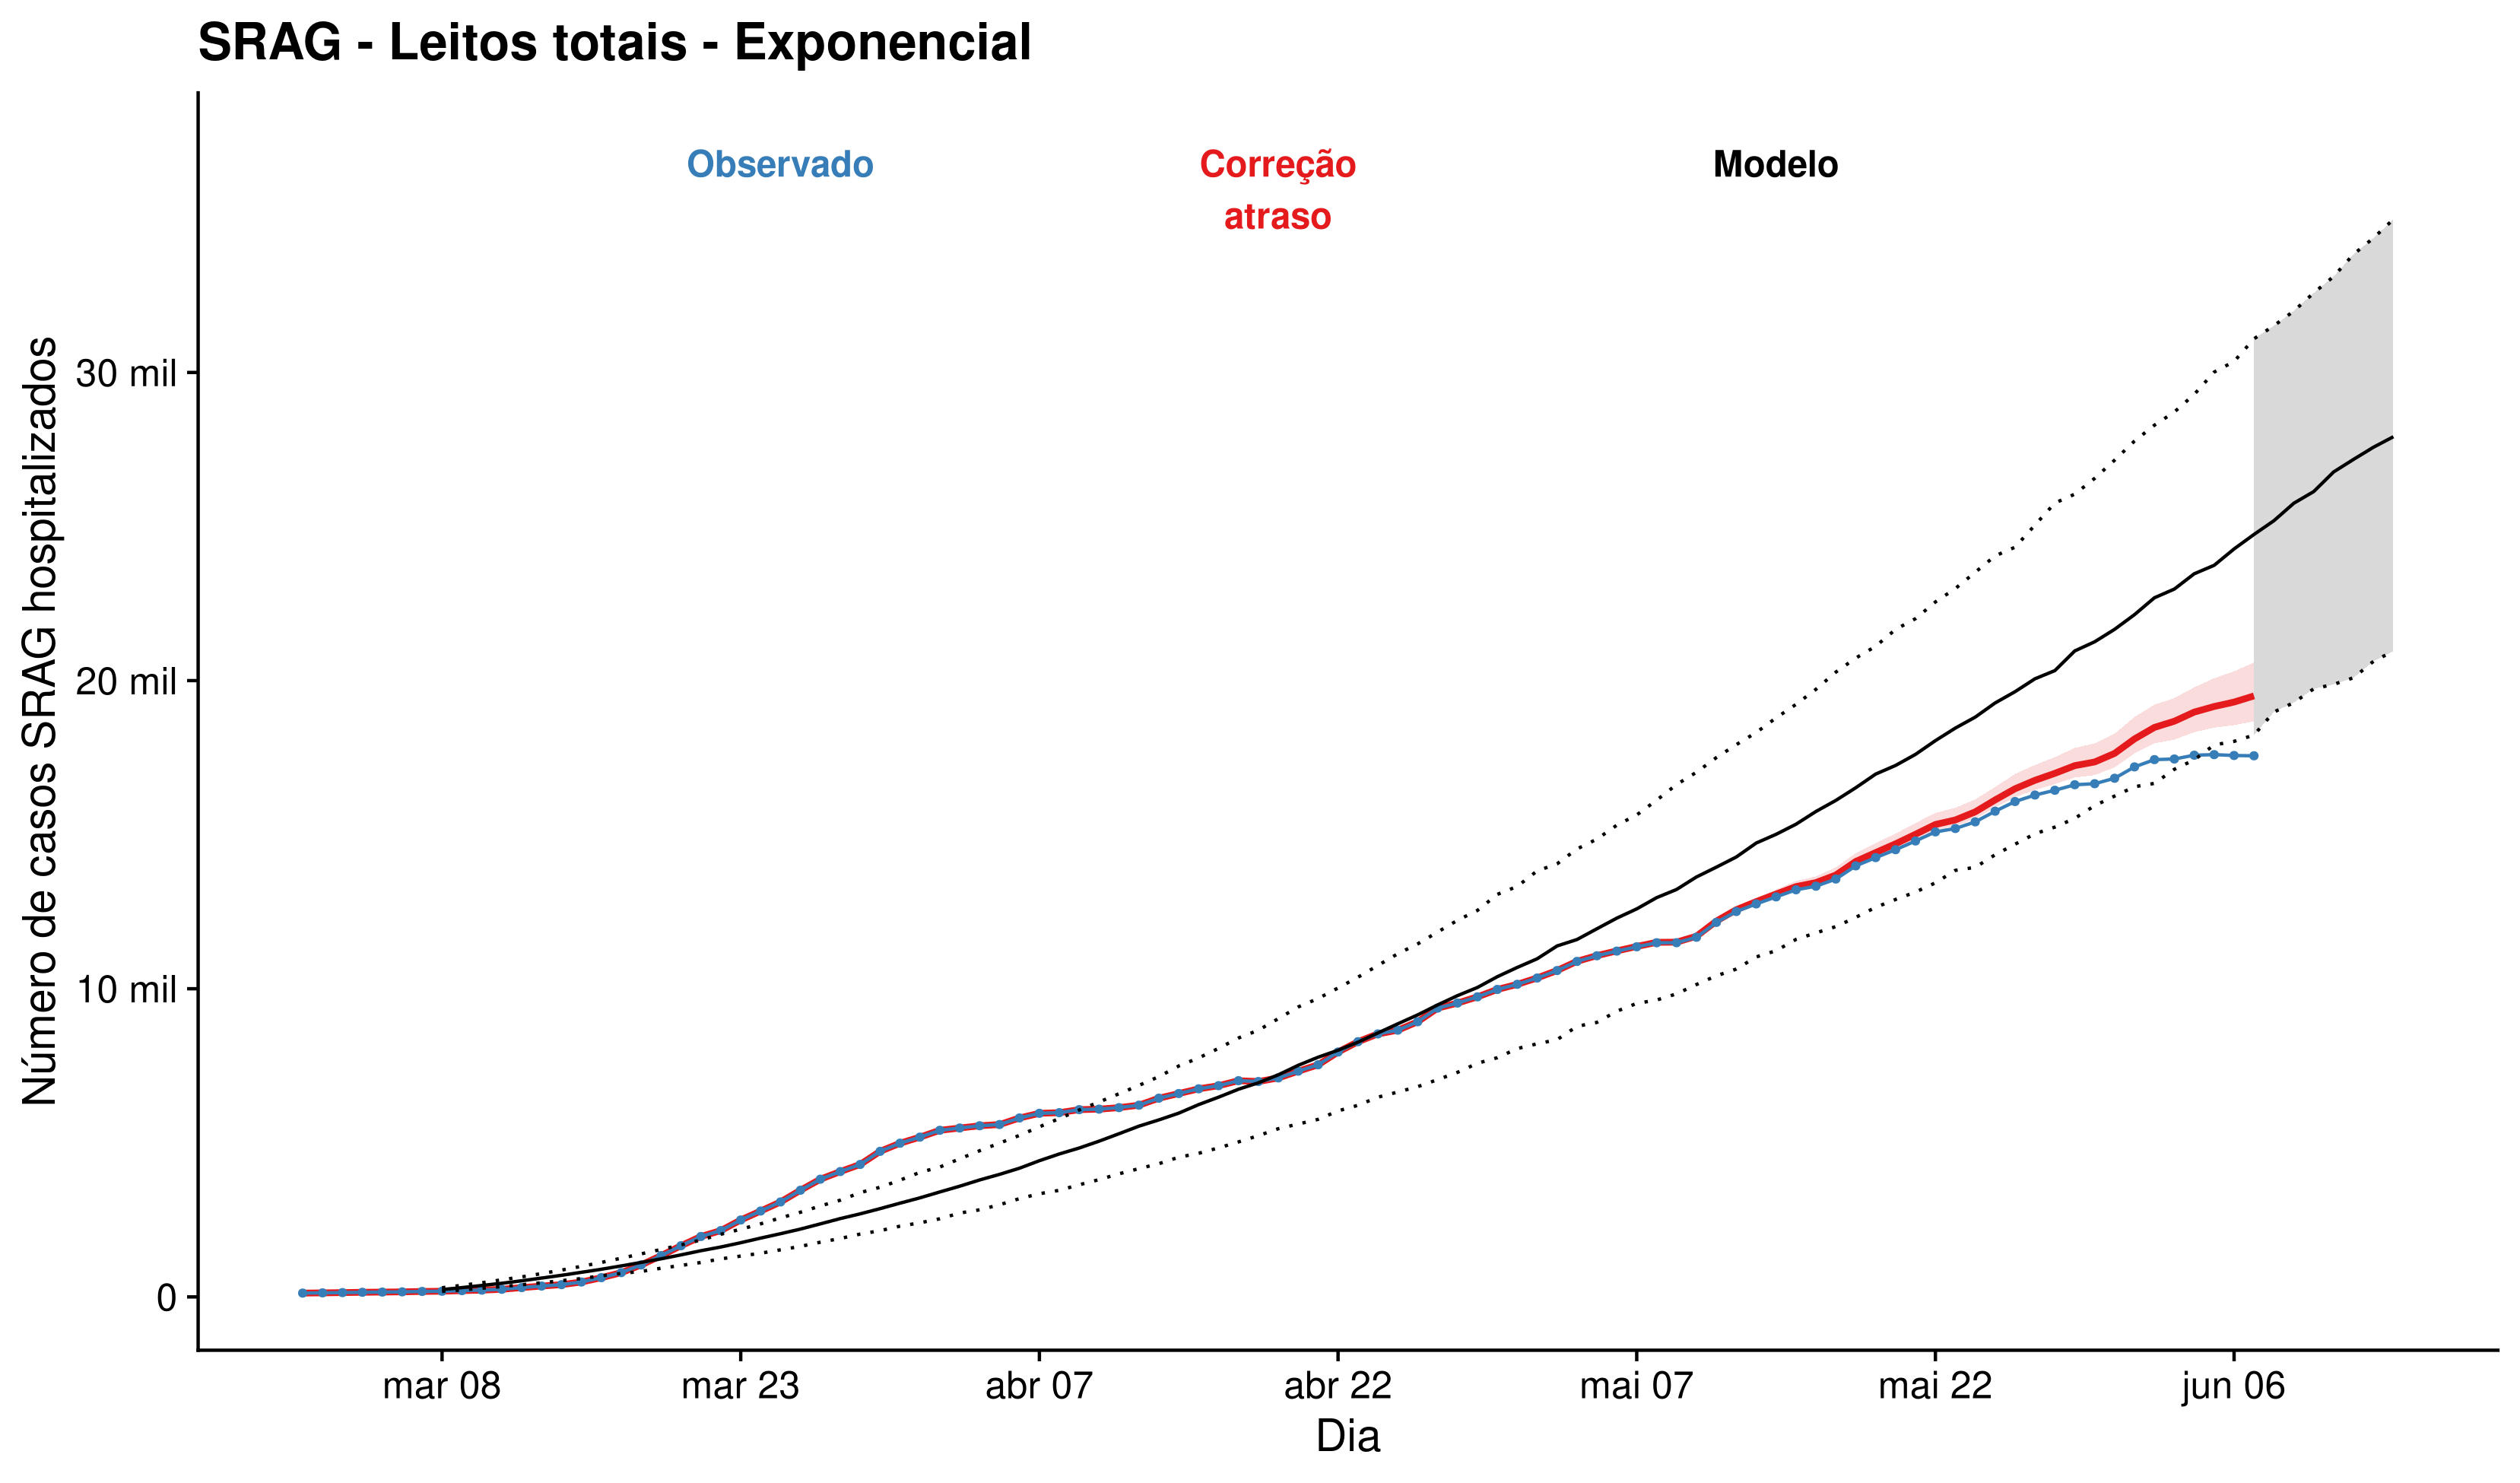 SRAG - Leitos totais - Exponencial
Observado
Correção
atraso
Modelo
Número de casos SRAG hospitalizados
30 mil
20 mil
10 mil
0
mar 08
mar 23
abr 07
abr 22
mai 07
mai 22
jun 06
Dia